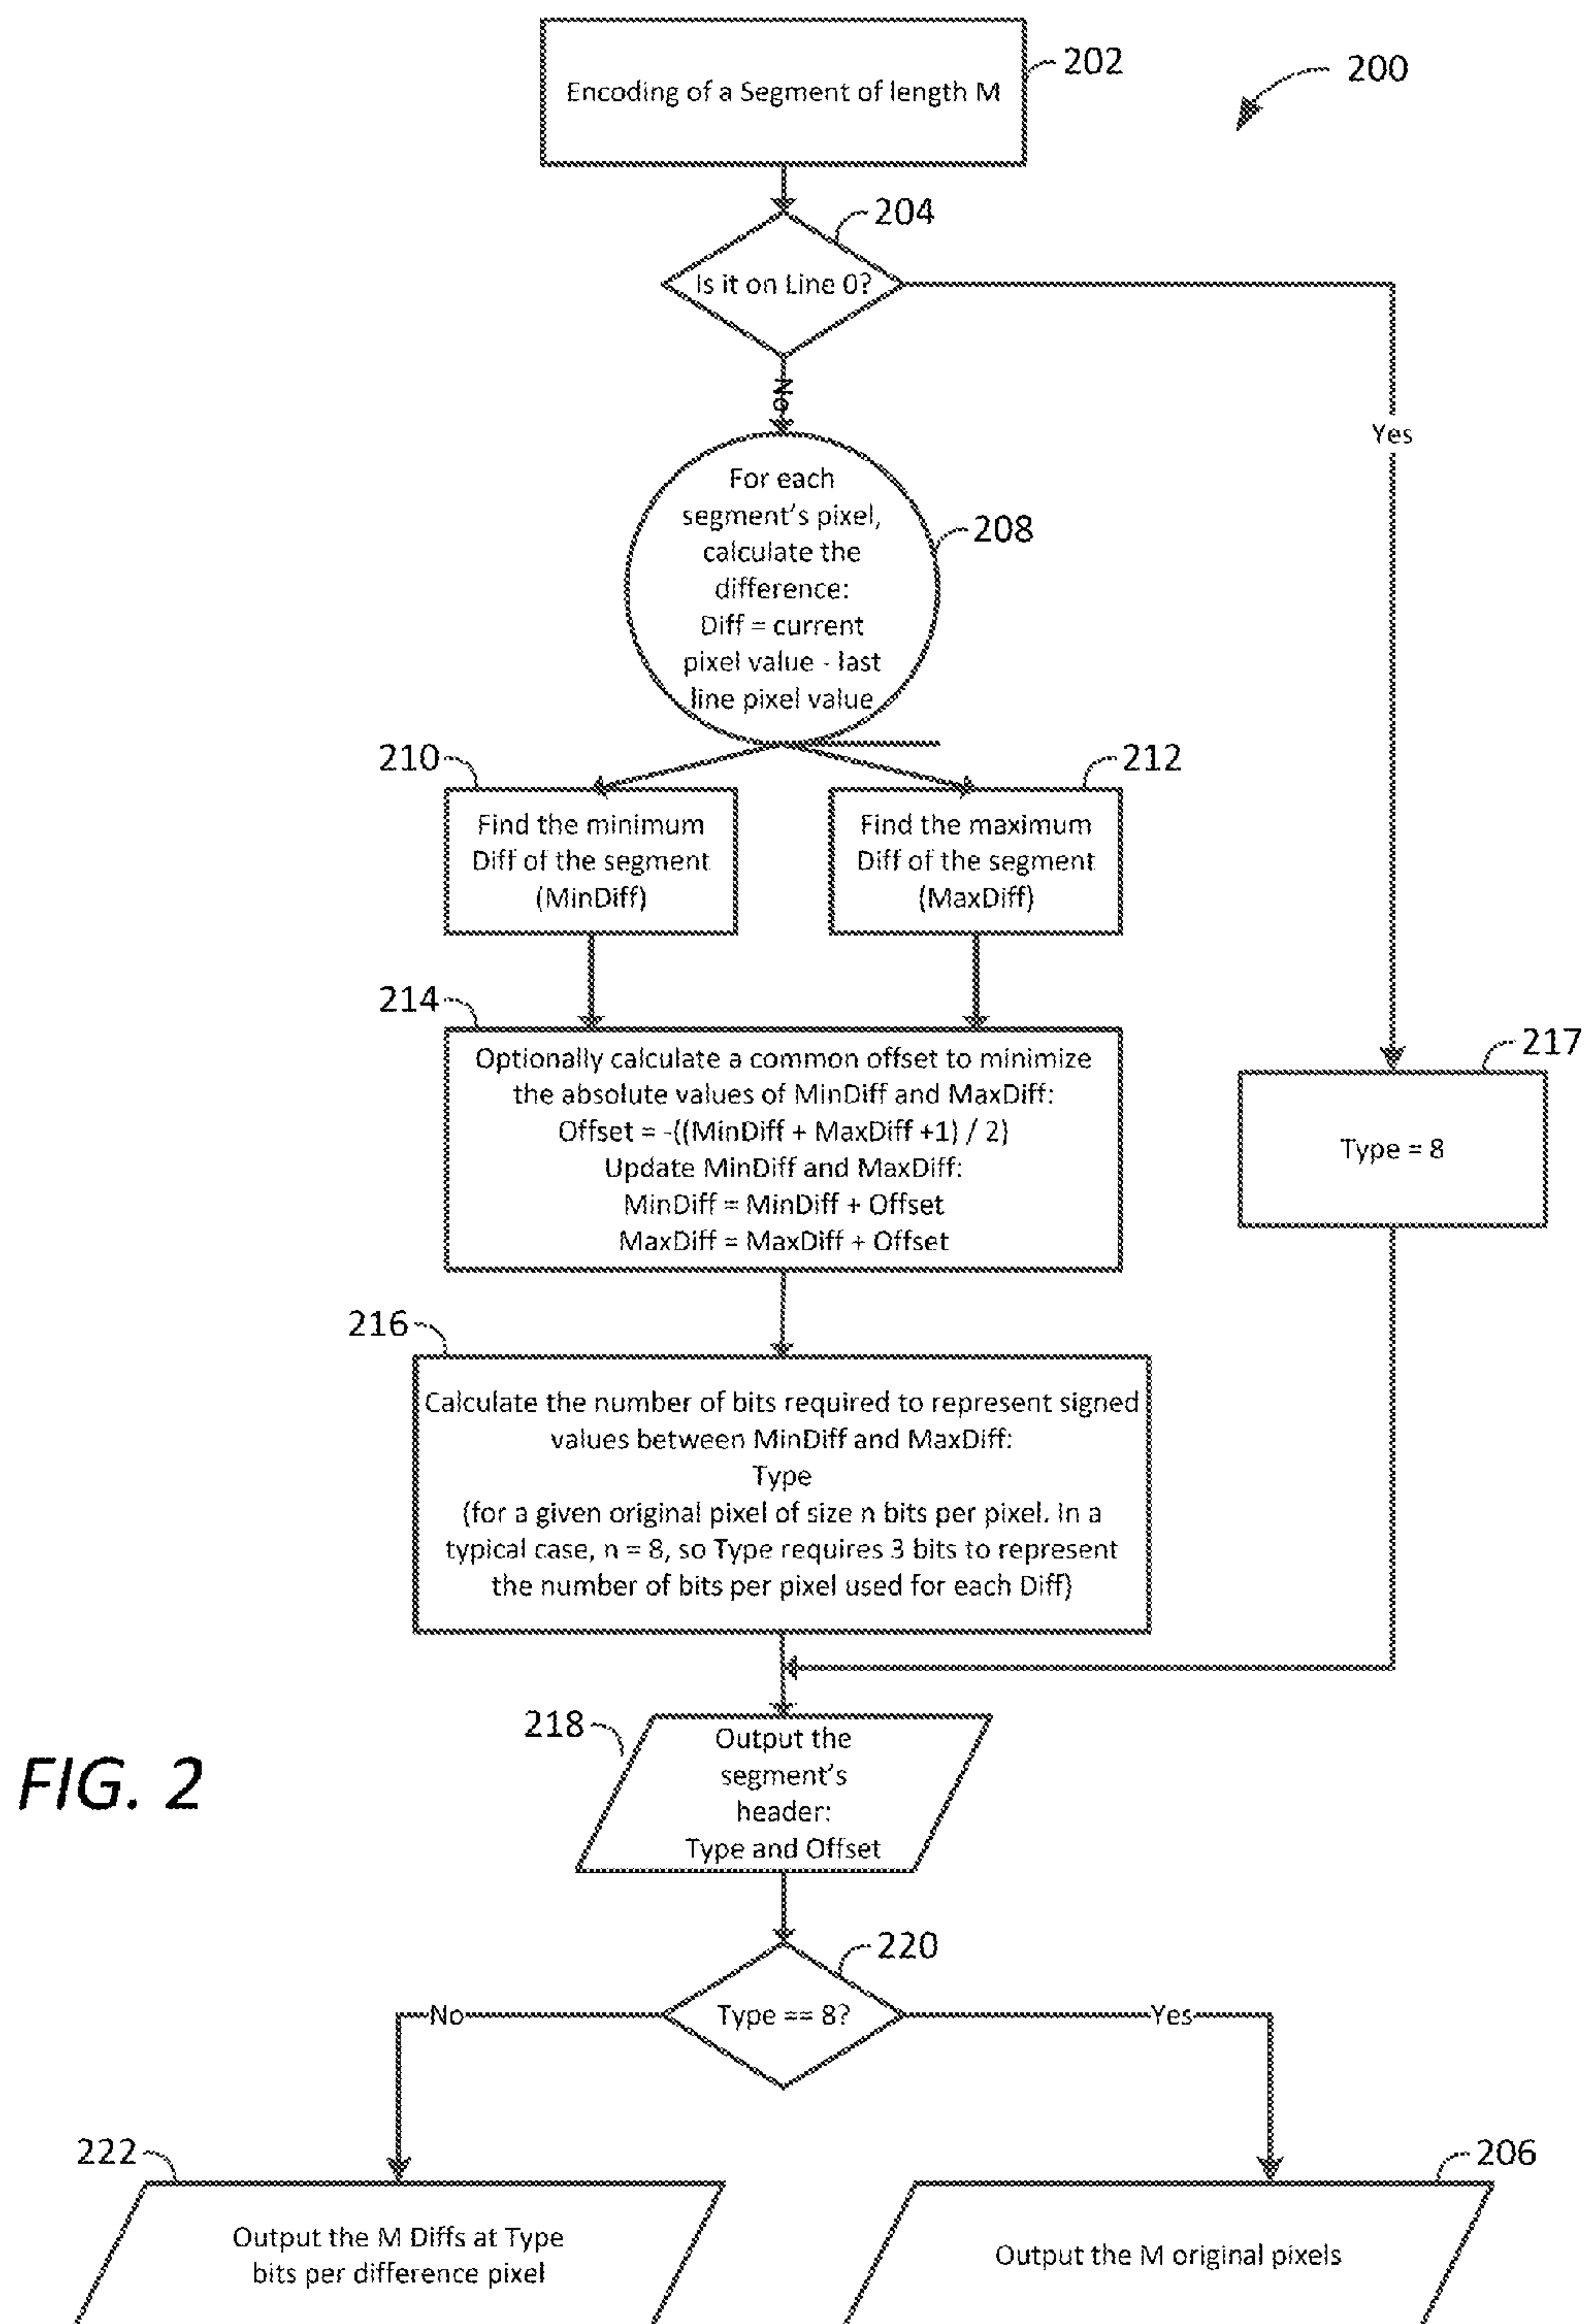 202
200
Encoding of a Segment of length M
204
Is it on Line 0?
No
Yes
For each
segment's pixel,
calculate the
difference:
Diff = current
pixel value - last
line pixel value
208
210
212
Find the minimum
Diff of the segment
(MinDiff)
Find the maximum
Diff of the segment
(MaxDiff)
214
217
Optionally calculate a common offset to minimize
the absolute values of MinDiff and MaxDiff:
Offset = -((MinDiff + MaxDiff +1) / 2)
Update MinDiff and MaxDiff:
MinDiff = MinDiff + Offset
MaxDiff = MaxDiff + Offset
Type = 8
216
Calculate the number of bits required to represent signed
values between MinDiff and MaxDiff:
Type
(for a given original pixel of size n bits per pixel. In a
typical case, n = 8, so Type requires 3 bits to represent
the number of bits per pixel used for each Diff)
218
Output the
segment's
header:
Type and Offset
FIG. 2
220
Type == 8?
No
Yes
222
206
Output the M Diffs at Type
bits per difference pixel
Output the M original pixels